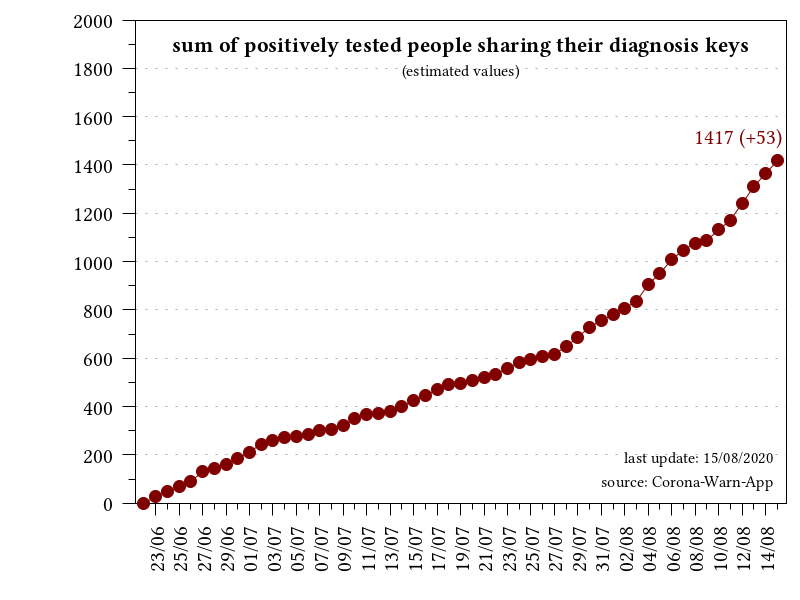 sum of positively tested people sharing their diagnosis keys
(estimated values)
2000
1800
1600
1400
1200
1000
800
600
400
200
0
1417 (+53)
last update: 15/08/2020
source: Corona-Warn-App
23/06 25/06 27/06 29/06 01/07 03/07 05/07 07/07 09/07 11/07 13/07 15/07 17/07 19/07 21/07 23/07 25/07 27/07 29/07 31/07 02/08 04/08 06/08 08/08 10/08 12/08 14/08